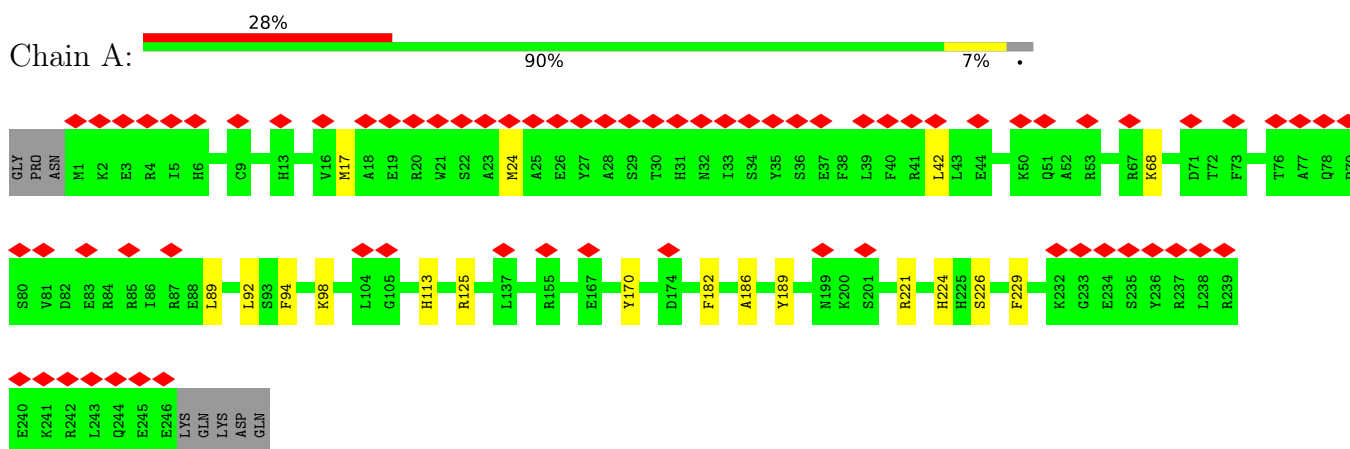 28%
Chain A:
90% 7% •
GLY PRO ASN M1 K2 E3 R4 I5 H6 C9 H13 V16 M17 A18 E19 R20 W21 S22 A23 M24 A25 E26 Y27 A28 S29 T30 H31 N32 I33 S34 Y35 S36 E37 F38 L39 F40 R41 L42 L43 E44 K50 Q51 A52 R53 R67 K68 D71 T72 F73 T76 A77 Q78
S80 V81 D82 E83 R84 R85 I86 R87 E88 L89 L92 S93 F94 K98 L104 G105 H113 R125 L137 R155 E167 Y170 D174 F182 A186 Y189 N199 K200 S201 R221 H224 H225 S226 F229 K232 G233 E234 S235 Y236 R237 L238 R239
E240 K241 R242 L243 Q244 E245 E246 LYS GLN LYS ASP GLN